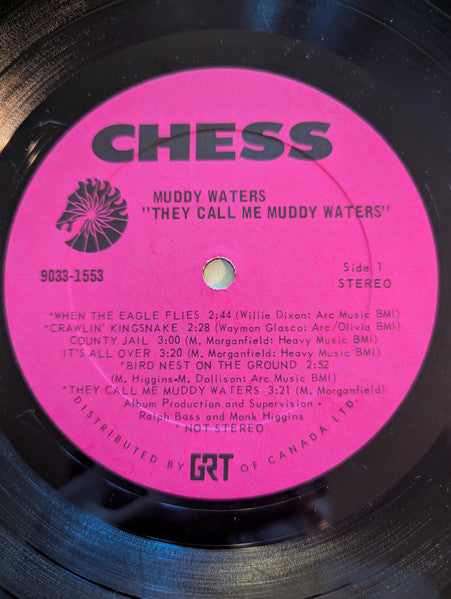 CHESS
MUDDY WATERS
"THEY CALL ME MUDDY WATERS"
9033-1553
Side 1
STEREO
*WHEN THE EAGLE FLIES 2:44 (Willie Dixon: Arc Music BMI)
*CRAWLIN' KINGSNAKE 2:28 (Waymon Glasco: Arc/Olivia BMI)
COUNTY JAIL 3:00 (M. Morganfield: Heavy Music BMI)
IT'S ALL OVER 3:20 (M. Morganfield: Heavy Music BMI)
*BIRD NEST ON THE GROUND 2:52
(M. Higgins-M. Dollison: Arc Music BMI)
*THEY CALL ME MUDDY WATERS 3:21 (M. Morganfield)
Album Production and Supervision -
Ralph Bass and Monk Higgins
*NOT STEREO
DISTRIBUTED BY GRT OF CANADA LTD.